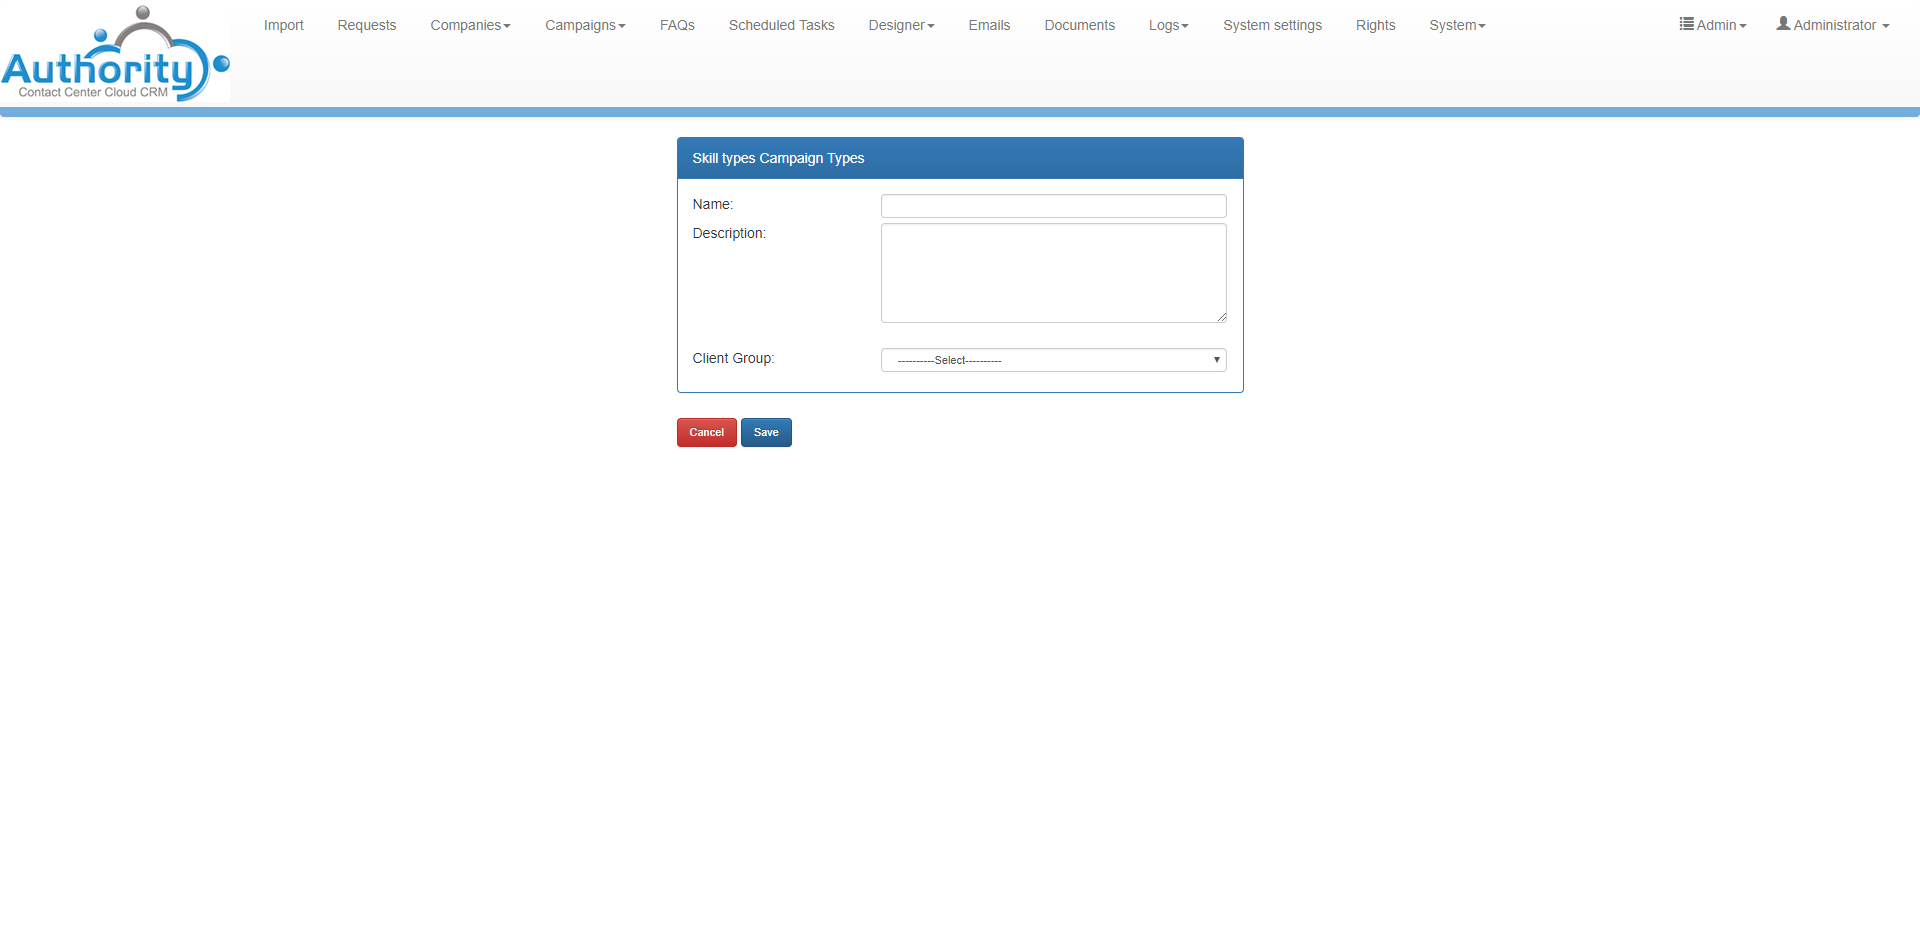 Authority
Contact Center Cloud CRM
Import Requests Companies Campaigns FAQs Scheduled Tasks Designer Emails Documents Logs System settings Rights System Admin Administrator
Skill types Campaign Types
Name:
Description:
Client Group: ----------Select----------
Cancel Save